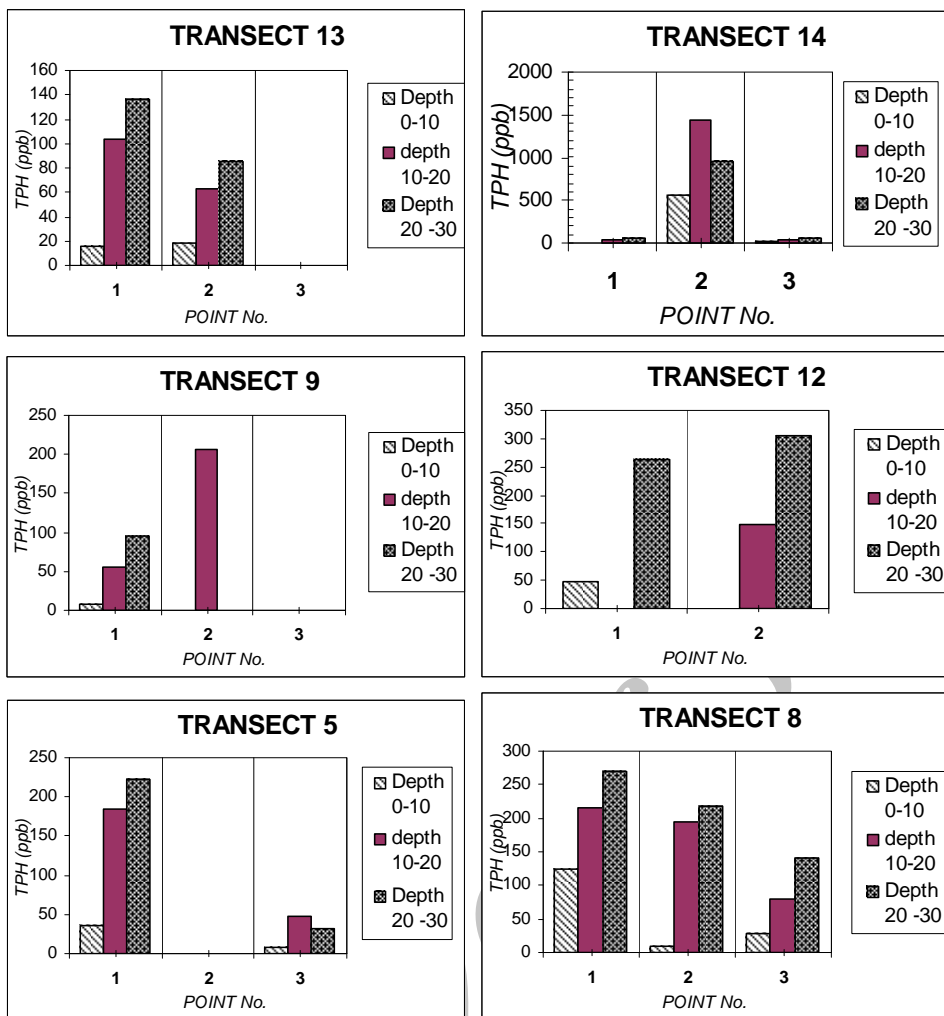 TRANSECT 13
160
140
120
100
80
60
40
20
0
TPH (ppb)
1 2 3
POINT No.
Depth
0-10
depth
10-20
Depth
20 -30
TRANSECT 14
2000
1500
1000
500
0
TPH (ppb)
1 2 3
POINT No.
Depth
0-10
depth
10-20
Depth
20 -30
TRANSECT 9
250
200
150
100
50
0
TPH (ppb)
1 2 3
POINT No.
Depth
0-10
depth
10-20
Depth
20 -30
TRANSECT 12
350
300
250
200
150
100
50
0
TPH (ppb)
1 2
POINT No.
Depth
0-10
depth
10-20
Depth
20 -30
TRANSECT 5
250
200
150
100
50
0
TPH (ppb)
1 2 3
POINT No.
Depth
0-10
depth
10-20
Depth
20 -30
TRANSECT 8
300
250
200
150
100
50
0
TPH (ppb)
1 2 3
POINT No.
Depth
0-10
depth
10-20
Depth
20 -30